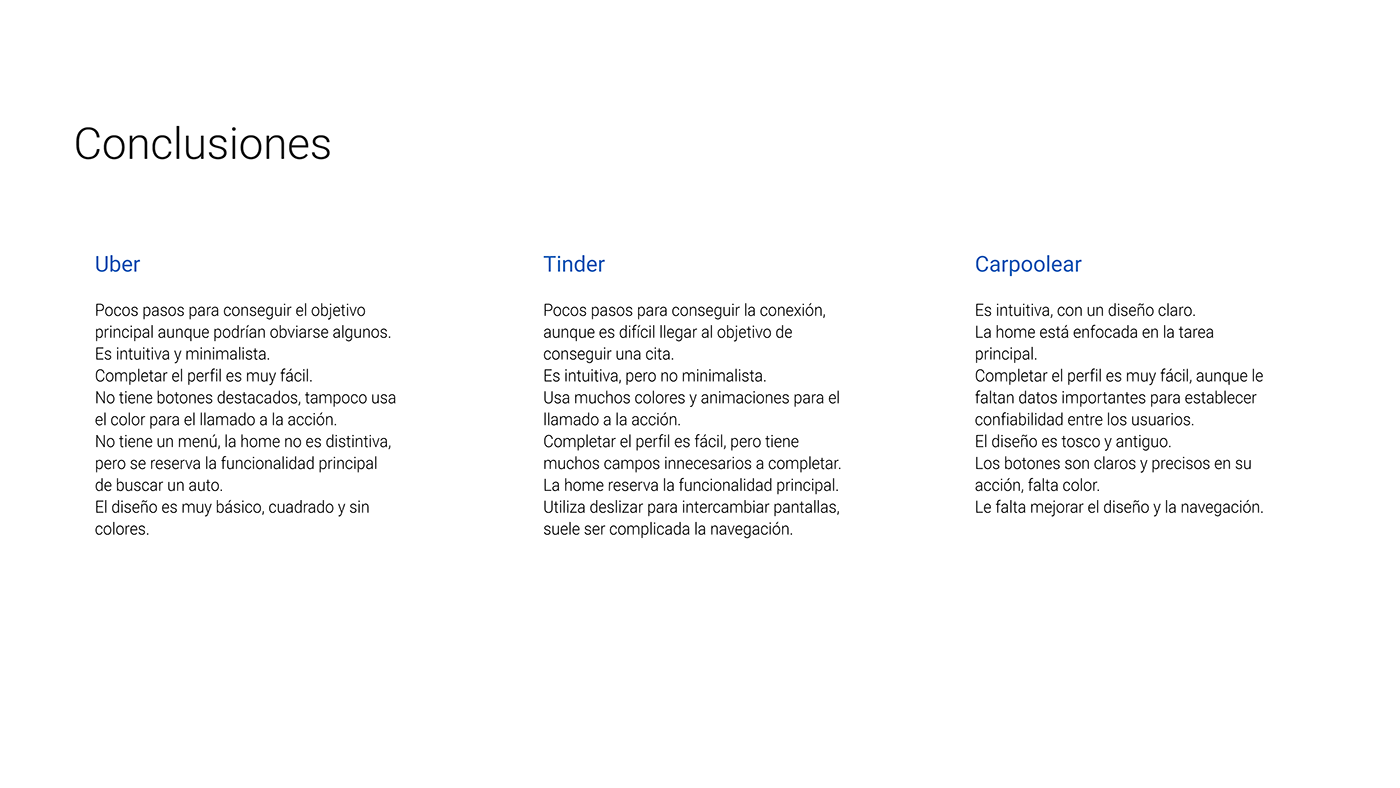 Conclusiones
Uber
Pocos pasos para conseguir el objetivo
principal aunque podrían obviarse algunos.
Es intuitiva y minimalista.
Completar el perfil es muy fácil.
No tiene botones destacados, tampoco usa
el color para el llamado a la acción.
No tiene un menú, la home no es distintiva,
pero se reserva la funcionalidad principal
de buscar un auto.
El diseño es muy básico, cuadrado y sin
colores.
Tinder
Pocos pasos para conseguir la conexión,
aunque es difícil llegar al objetivo de
conseguir una cita.
Es intuitiva, pero no minimalista.
Usa muchos colores y animaciones para el
llamado a la acción.
Completar el perfil es fácil, pero tiene
muchos campos innecesarios a completar.
La home reserva la funcionalidad principal.
Utiliza deslizar para intercambiar pantallas,
suele ser complicada la navegación.
Carpoolear
Es intuitiva, con un diseño claro.
La home está enfocada en la tarea
principal.
Completar el perfil es muy fácil, aunque le
faltan datos importantes para establecer
confiabilidad entre los usuarios.
El diseño es tosco y antiguo.
Los botones son claros y precisos en su
acción, falta color.
Le falta mejorar el diseño y la navegación.